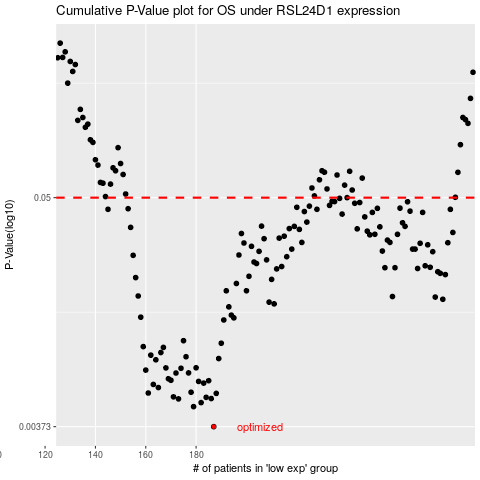 Cumulative P-Value plot for OS under RSL24D1 expression
P-Value(log10)
0.05
0.00373
optimized
0 120 140 160 180
# of patients in 'low exp' group